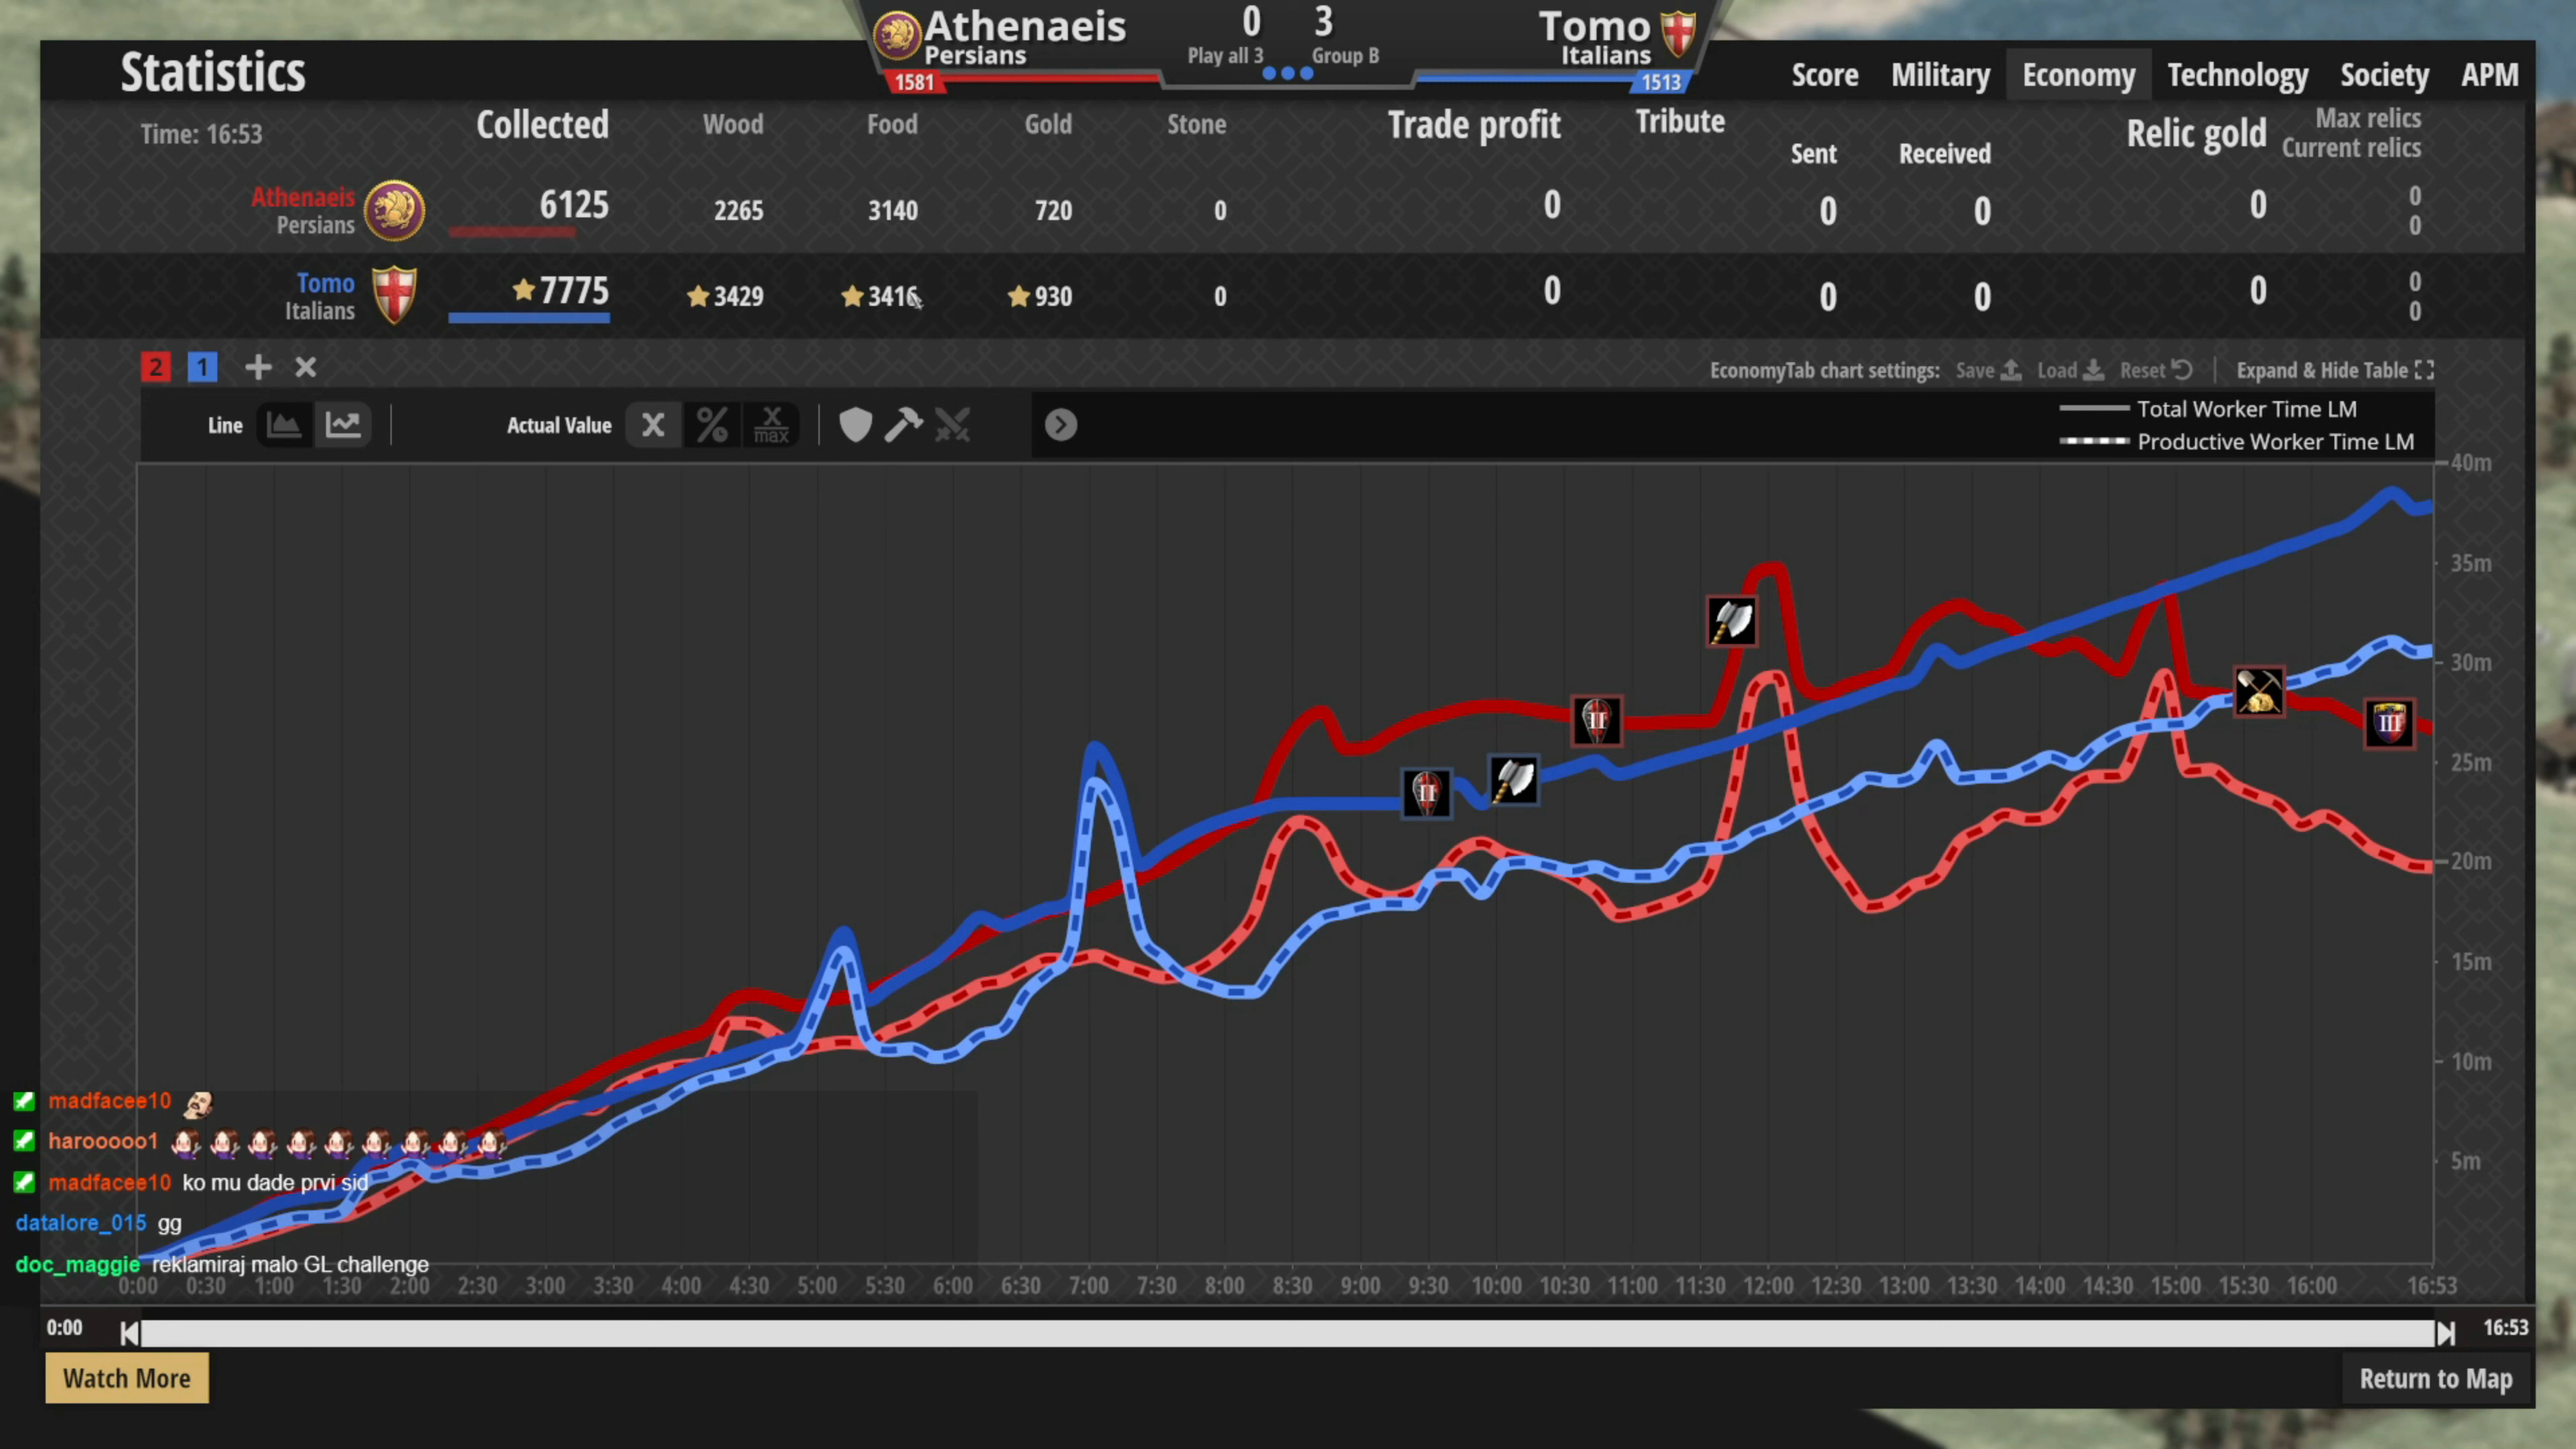 Athenaeis 0 3 Tomo
Persians Play all 3 Group B Italians
1581 1513
Statistics
Score Military Economy Technology Society APM
Time: 16:53 Collected Wood Food Gold Stone Trade profit Tribute Sent Received Relic gold Max relics
Current relics
Athenaeis
Persians
6125 2265 3140 720 0 0 0 0 0 0
0
Tomo
Italians
7775 3429 3416 930 0 0 0 0 0 0
0
2 1
EconomyTab chart settings: Save Load Reset Expand & Hide Table
Line Actual Value X % X
max
Total Worker Time LM
Productive Worker Time LM
40m
35m
30m
25m
20m
15m
10m
5m
II
II
III
madfacee10
harooooo1
madfacee10 ko mu dade prvi sid
datalore_015 gg
doc_maggie reklamiraj malo GL challenge
0:00 0:30 1:00 1:30 2:00 2:30 3:00 3:30 4:00 4:30 5:00 5:30 6:00 6:30 7:00 7:30 8:00 8:30 9:00 9:30 10:00 10:30 11:00 11:30 12:00 12:30 13:00 13:30 14:00 14:30 15:00 15:30 16:00 16:53
0:00 16:53
Watch More Return to Map